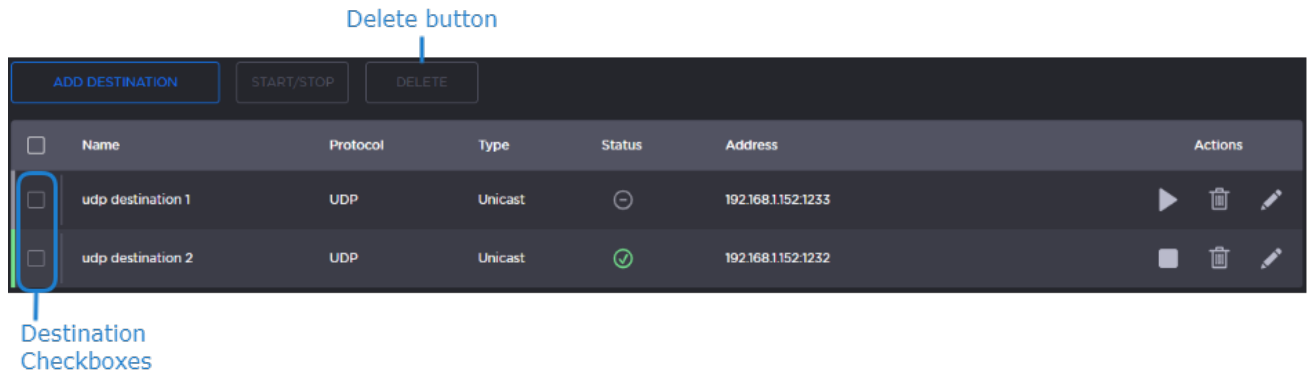 Delete button
ADD DESTINATION START/STOP DELETE
Name Protocol Type Status Address Actions
udp destination 1 UDP Unicast 192.168.1.152:1233
udp destination 2 UDP Unicast 192.168.1.152:1232
Destination
Checkboxes